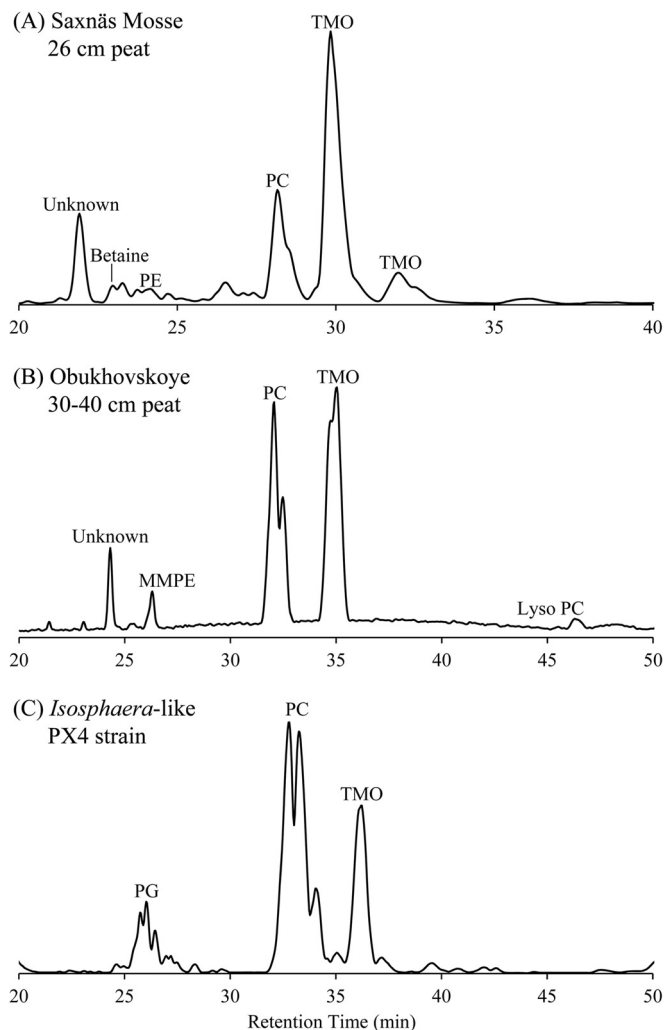 (A) Saxnäs Mosse
26 cm peat
TMO
PC
Unknown
Betaine
PE
TMO
20 25 30 35 40
(B) Obukhovskoye
30-40 cm peat
PC
TMO
Unknown
MMPE
Lyso PC
20 25 30 35 40 45 50
(C) Isosphaera-like
PX4 strain
PC
TMO
PG
20 25 30 35 40 45 50
Retention Time (min)